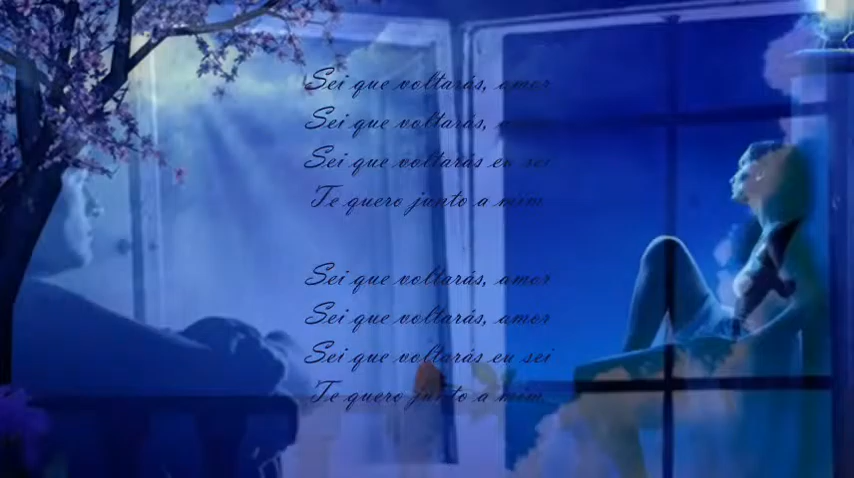 Sei que voltarás, amor
Sei que voltarás,
Sei que voltarás eu sei
Te quero junto a mim
Sei que voltarás, amor
Sei que voltarás, amor
Sei que voltarás eu sei
Te quero junto a mim